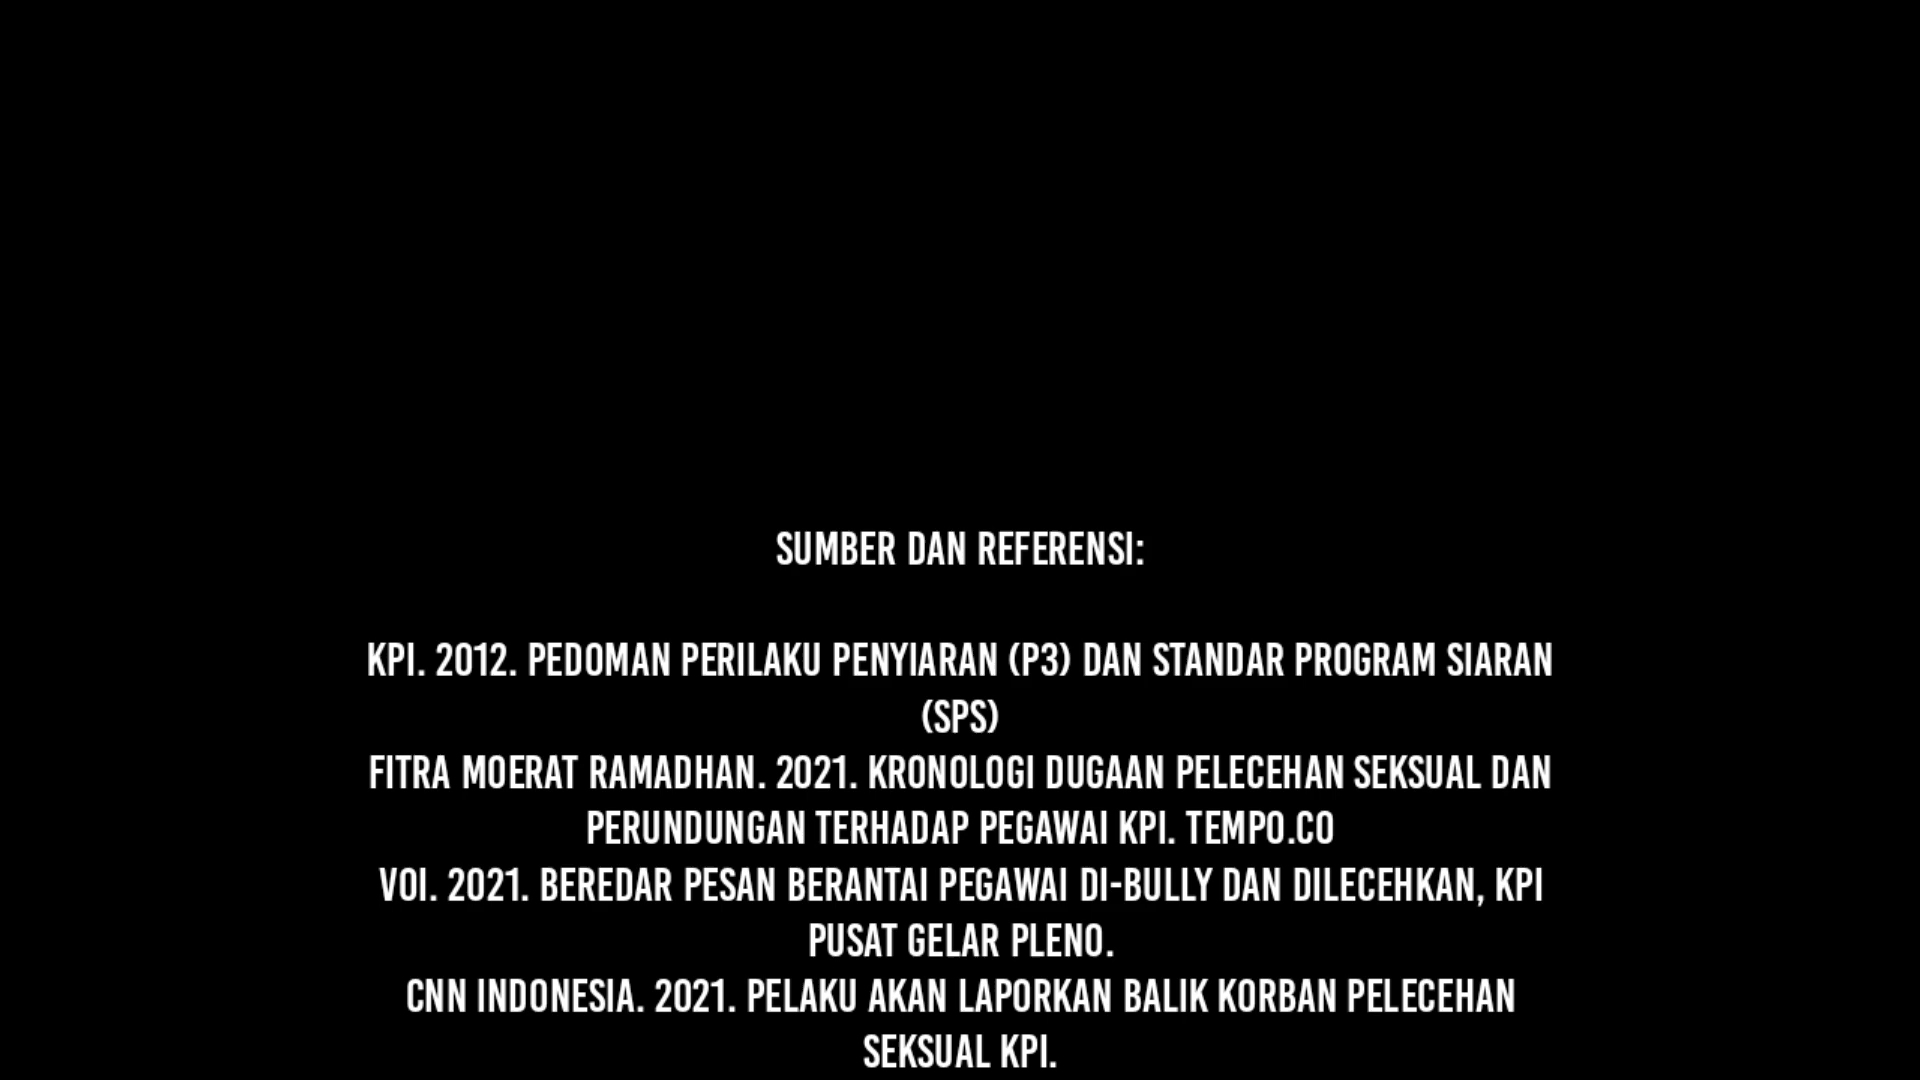 SUMBER DAN REFERENSI:
KPI. 2012. PEDOMAN PERILAKU PENYIARAN (P3) DAN STANDAR PROGRAM SIARAN
(SPS)
FITRA MOERAT RAMADHAN. 2021. KRONOLOGI DUGAAN PELECEHAN SEKSUAL DAN
PERUNDUNGAN TERHADAP PEGAWAI KPI. TEMPO.CO
VOI. 2021. BEREDAR PESAN BERANTAI PEGAWAI DI-BULLY DAN DILECEHKAN, KPI
PUSAT GELAR PLENO.
CNN INDONESIA. 2021. PELAKU AKAN LAPORKAN BALIK KORBAN PELECEHAN
SEKSUAL KPI.